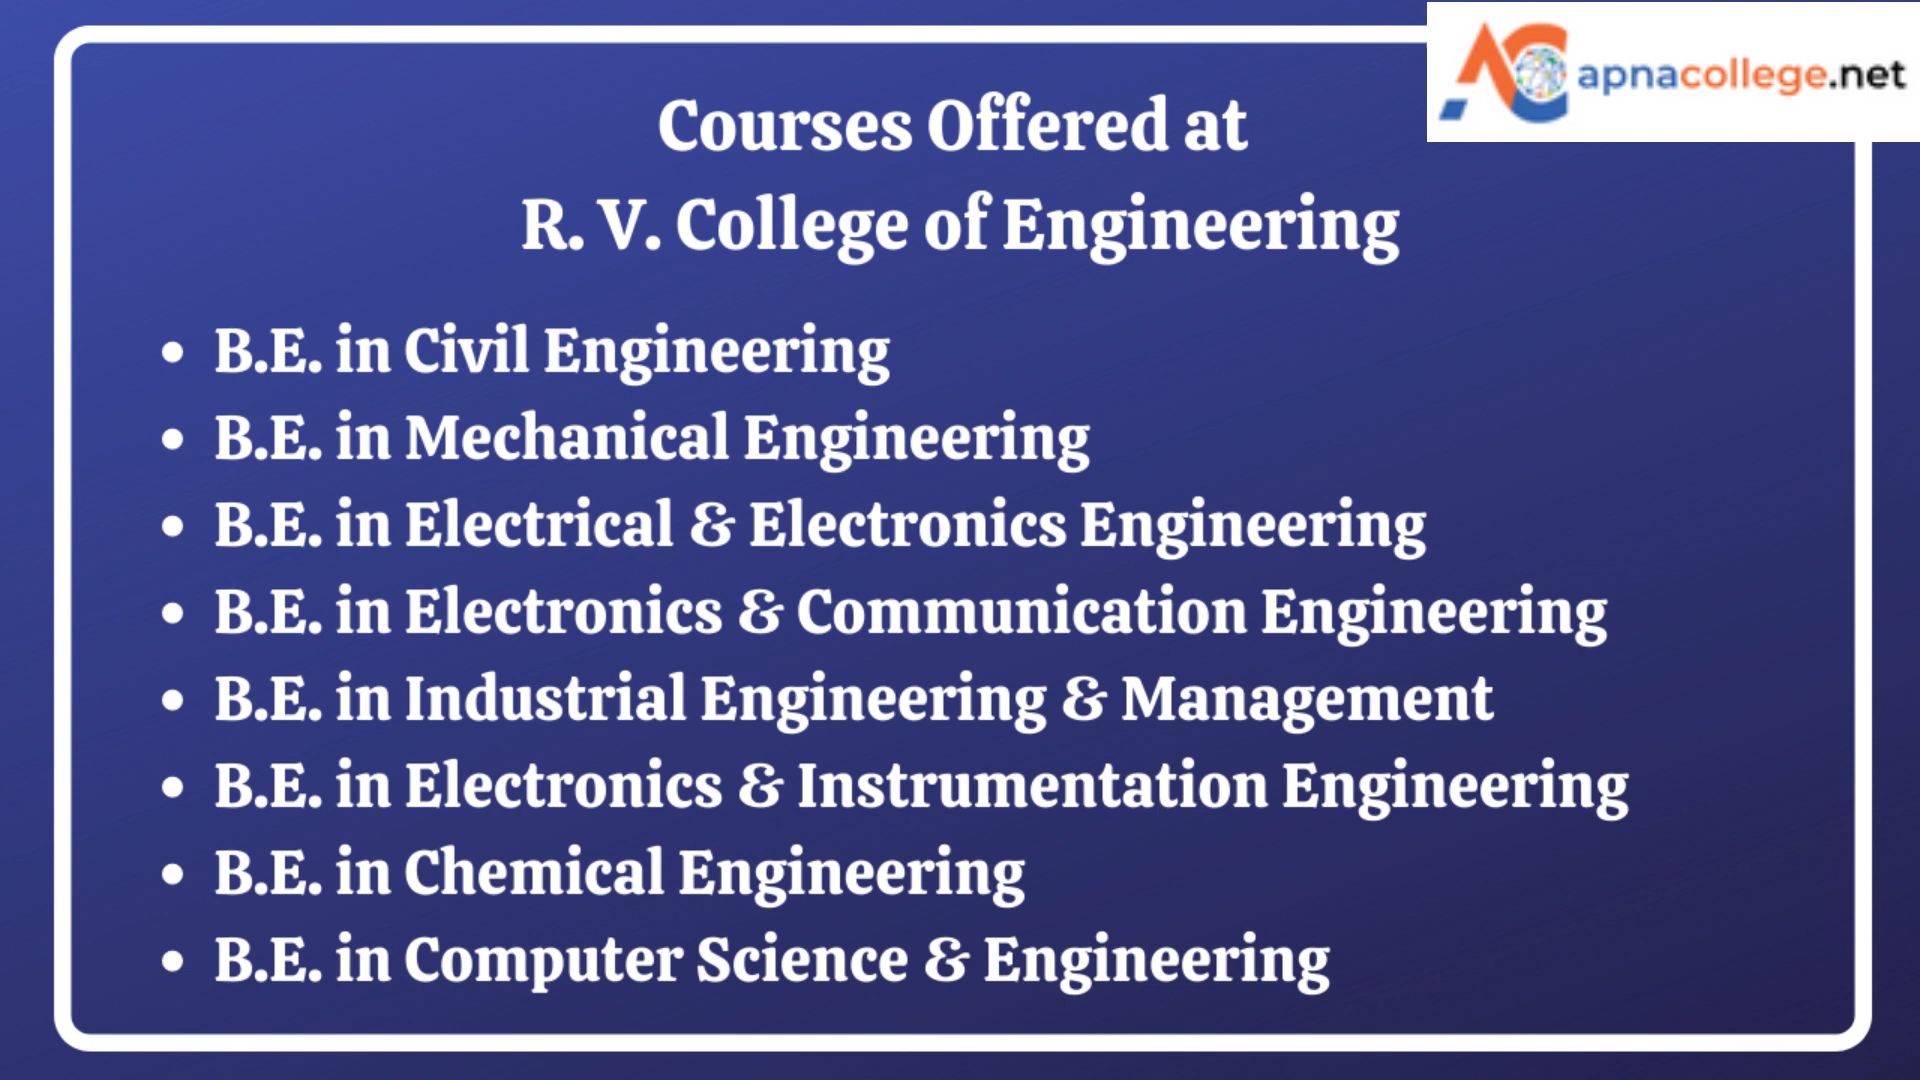 apnacollege.net
Courses Offered at
R. V. College of Engineering
• B.E. in Civil Engineering
• B.E. in Mechanical Engineering
• B.E. in Electrical & Electronics Engineering
• B.E. in Electronics & Communication Engineering
• B.E. in Industrial Engineering & Management
• B.E. in Electronics & Instrumentation Engineering
• B.E. in Chemical Engineering
• B.E. in Computer Science & Engineering